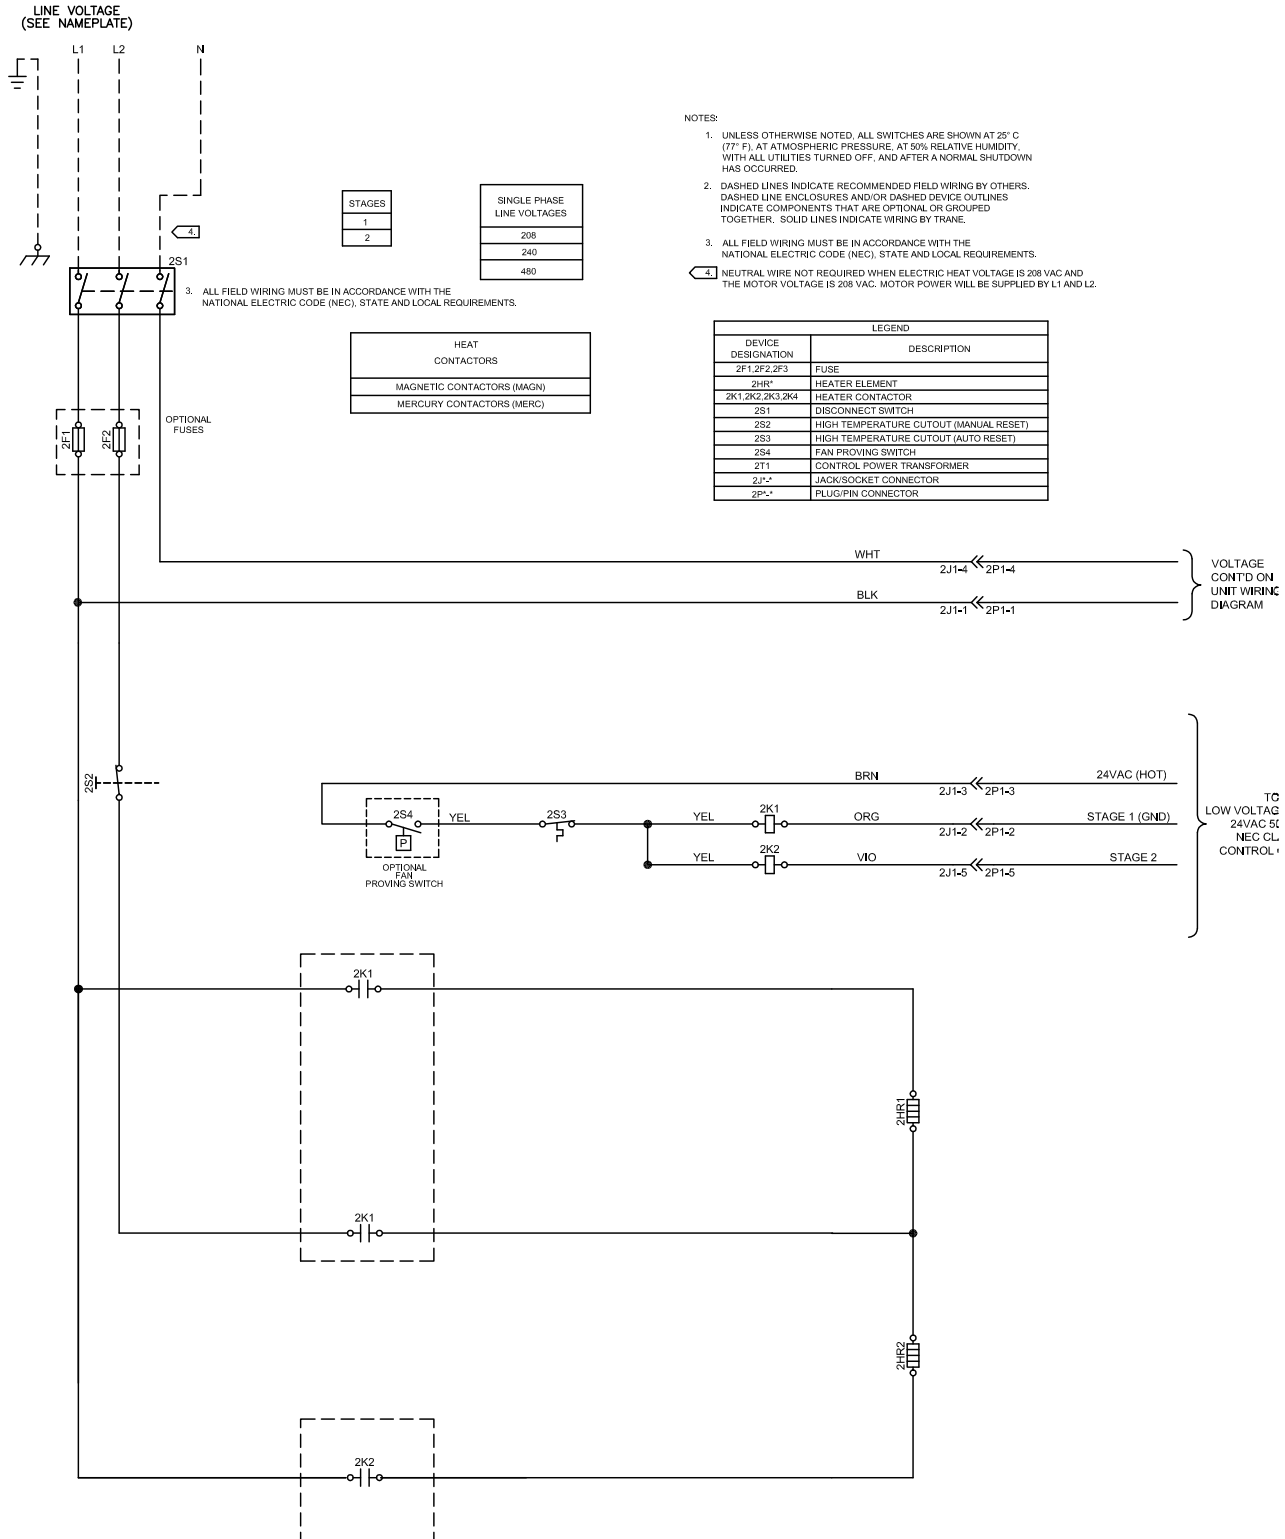 LINE VOLTAGE
(SEE NAMEPLATE)
L1 L2 N
NOTES:
1. UNLESS OTHERWISE NOTED, ALL SWITCHES ARE SHOWN AT 25° C
(77° F), AT ATMOSPHERIC PRESSURE, AT 50% RELATIVE HUMIDITY,
WITH ALL UTILITIES TURNED OFF, AND AFTER A NORMAL SHUTDOWN
HAS OCCURRED.
2. DASHED LINES INDICATE RECOMMENDED FIELD WIRING BY OTHERS.
DASHED LINE ENCLOSURES AND/OR DASHED DEVICE OUTLINES
INDICATE COMPONENTS THAT ARE OPTIONAL OR GROUPED
TOGETHER. SOLID LINES INDICATE WIRING BY TRANE.
3. ALL FIELD WIRING MUST BE IN ACCORDANCE WITH THE
NATIONAL ELECTRIC CODE (NEC), STATE AND LOCAL REQUIREMENTS.
4. NEUTRAL WIRE NOT REQUIRED WHEN ELECTRIC HEAT VOLTAGE IS 208 VAC AND
THE MOTOR VOLTAGE IS 208 VAC. MOTOR POWER WILL BE SUPPLIED BY L1 AND L2.
STAGES
1
2
SINGLE PHASE
LINE VOLTAGES
208
240
480
4.
2S1
3. ALL FIELD WIRING MUST BE IN ACCORDANCE WITH THE
NATIONAL ELECTRIC CODE (NEC), STATE AND LOCAL REQUIREMENTS.
HEAT
CONTACTORS
MAGNETIC CONTACTORS (MAGN)
MERCURY CONTACTORS (MERC)
LEGEND
DEVICE
DESIGNATION
DESCRIPTION
2F1,2F2,2F3 FUSE
2HR* HEATER ELEMENT
2K1,2K2,2K3,2K4 HEATER CONTACTOR
2S1 DISCONNECT SWITCH
2S2 HIGH TEMPERATURE CUTOUT (MANUAL RESET)
2S3 HIGH TEMPERATURE CUTOUT (AUTO RESET)
2S4 FAN PROVING SWITCH
2T1 CONTROL POWER TRANSFORMER
2J*-* JACK/SOCKET CONNECTOR
2P*-* PLUG/PIN CONNECTOR
2F1 2F2
OPTIONAL
FUSES
WHT
2J1-4 2P1-4
BLK
2J1-1 2P1-1
VOLTAGE
CONT'D ON
UNIT WIRING
DIAGRAM
2S2
BRN 24VAC (HOT)
2J1-3 2P1-3
2S4 YEL 2S3 YEL 2K1 ORG STAGE 1 (GND)
P
2J1-2 2P1-2
OPTIONAL
FAN
PROVING SWITCH
YEL 2K2 VIO STAGE 2
2J1-5 2P1-5
TO
LOW VOLTAG
24VAC
NEC CL
CONTROL
2K1
2HR1
2K1
2HR2
2K2